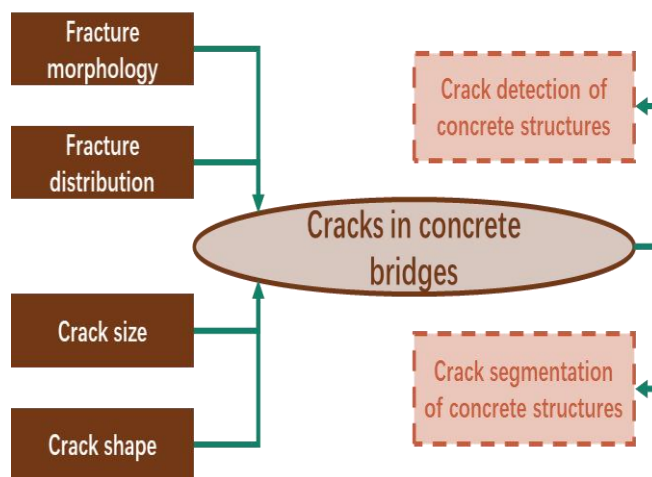 Fracture
morphology
Fracture
distribution
Crack size
Crack shape
Cracks in concrete
bridges
Crack detection of
concrete structures
Crack segmentation
of concrete structures